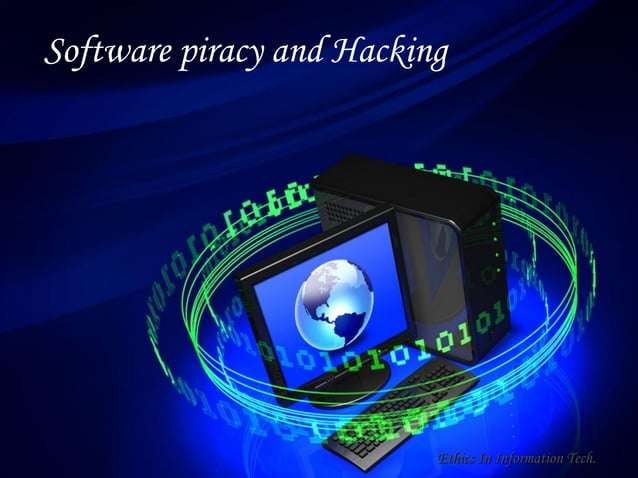 Software piracy and Hacking
Ethics In Information Tech.